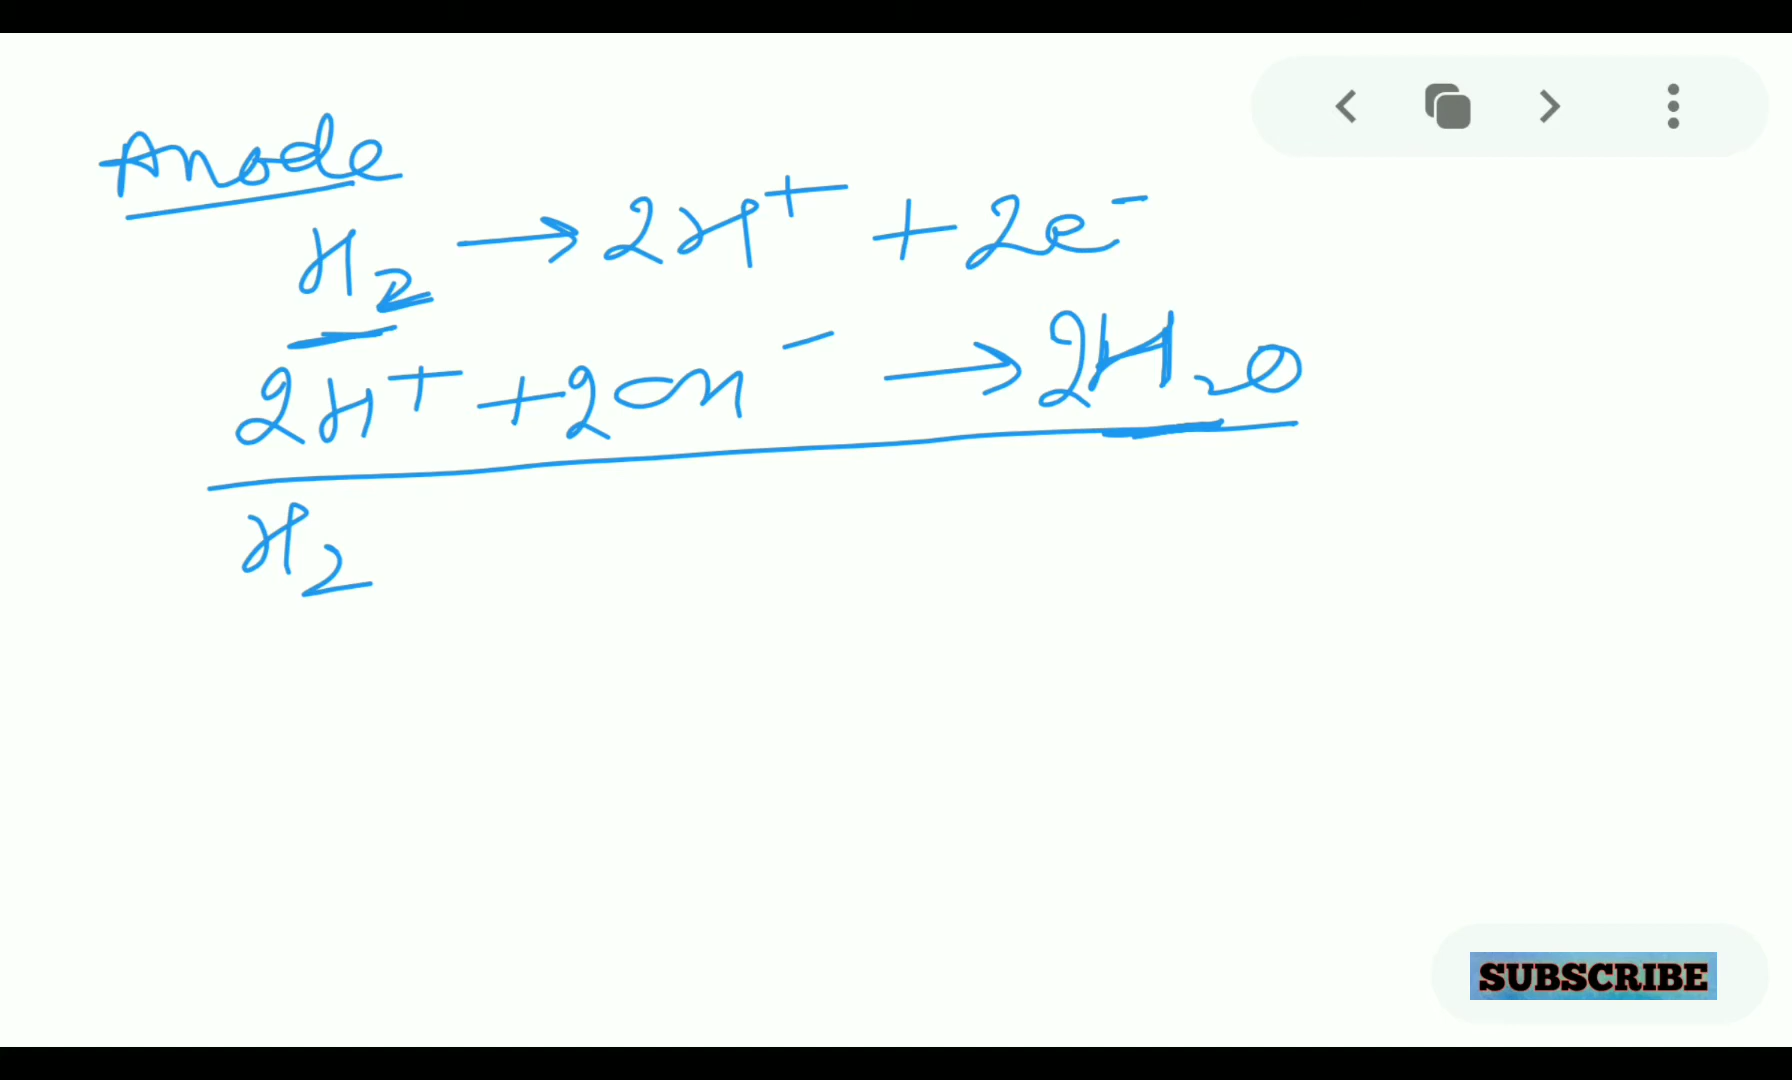 Anode
H₂ → 2H⁺ + 2e⁻
2H⁺ + 2OH⁻ → 2H₂O
H₂
SUBSCRIBE